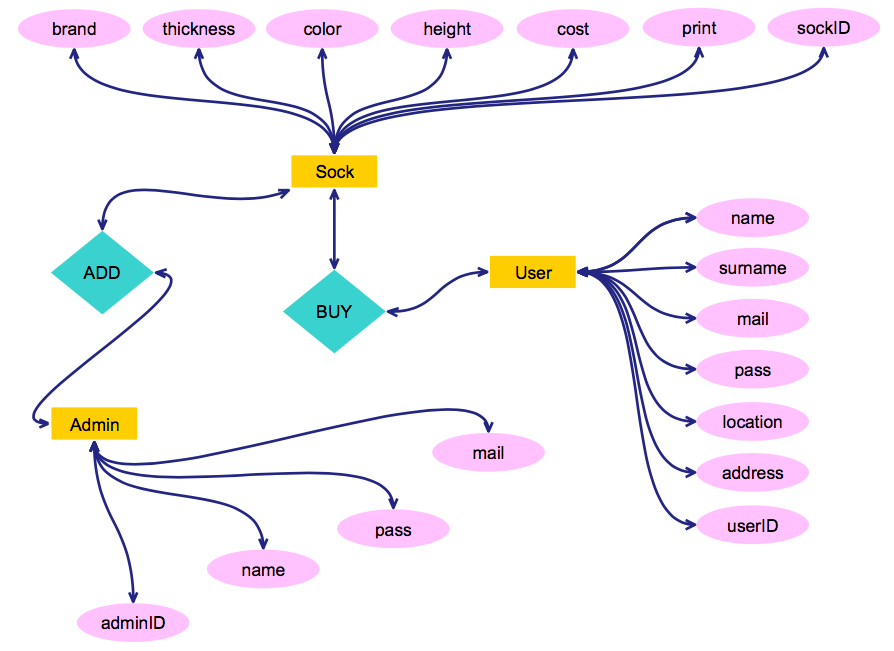 brand
thickness
color
height
cost
print
sockID
Sock
ADD
BUY
User
name
surname
mail
pass
location
address
userID
Admin
mail
pass
name
adminID